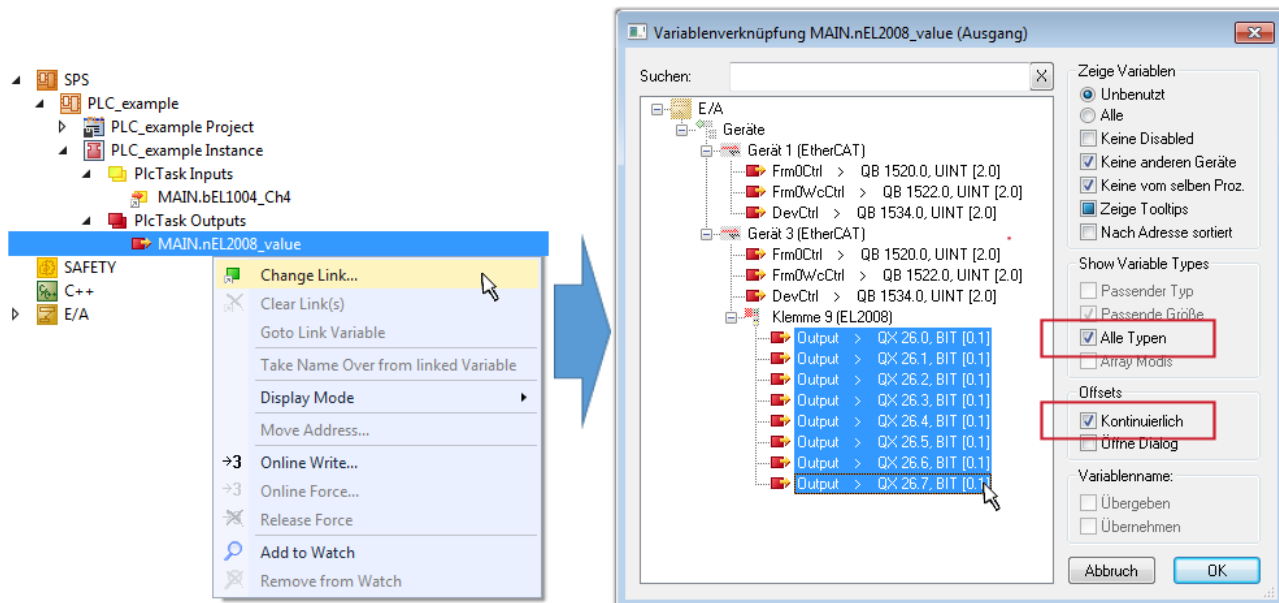 SPS
PLC_example
PLC_example Project
PLC_example Instance
PlcTask Inputs
MAIN.bEL1004_Ch4
PlcTask Outputs
MAIN.nEL2008_value
SAFETY
C++
E/A
Change Link...
Clear Link(s)
Goto Link Variable
Take Name Over from linked Variable
Display Mode
Move Address...
Online Write...
Online Force...
Release Force
Add to Watch
Remove from Watch
Variablenverknüpfung MAIN.nEL2008_value (Ausgang)
Suchen:
X
E/A
Geräte
Gerät 1 (EtherCAT)
Frm0Ctrl > QB 1520.0, UINT [2.0]
Frm0WcCtrl > QB 1522.0, UINT [2.0]
DevCtrl > QB 1534.0, UINT [2.0]
Gerät 3 (EtherCAT)
Frm0Ctrl > QB 1520.0, UINT [2.0]
Frm0WcCtrl > QB 1522.0, UINT [2.0]
DevCtrl > QB 1534.0, UINT [2.0]
Klemme 9 (EL2008)
Output > QX 26.0, BIT [0.1]
Output > QX 26.1, BIT [0.1]
Output > QX 26.2, BIT [0.1]
Output > QX 26.3, BIT [0.1]
Output > QX 26.4, BIT [0.1]
Output > QX 26.5, BIT [0.1]
Output > QX 26.6, BIT [0.1]
Output > QX 26.7, BIT [0.1]
Zeige Variablen
Unbenutzt
Alle
Keine Disabled
Keine anderen Geräte
Keine vom selben Proz.
Zeige Tooltips
Nach Adresse sortiert
Show Variable Types
Passender Typ
Passende Größe
Alle Typen
Array Modis
Offsets
Kontinuierlich
Öffne Dialog
Variablenname:
Übergeben
Übernehmen
Abbruch
OK